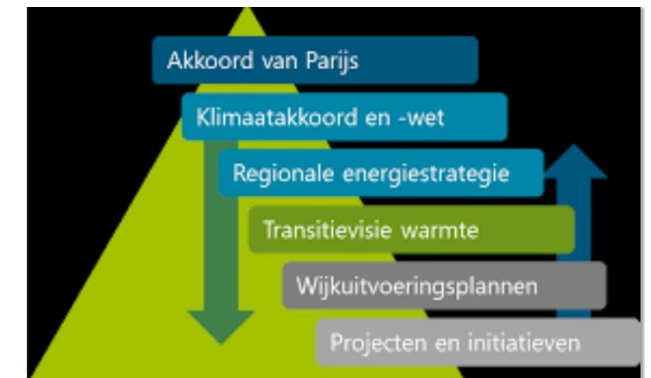 Akkoord van Parijs
Klimaatakkoord en -wet
Regionale energiestrategie
Transitievisie warmte
Wijkuitvoeringsplannen
Projecten en initiatieven